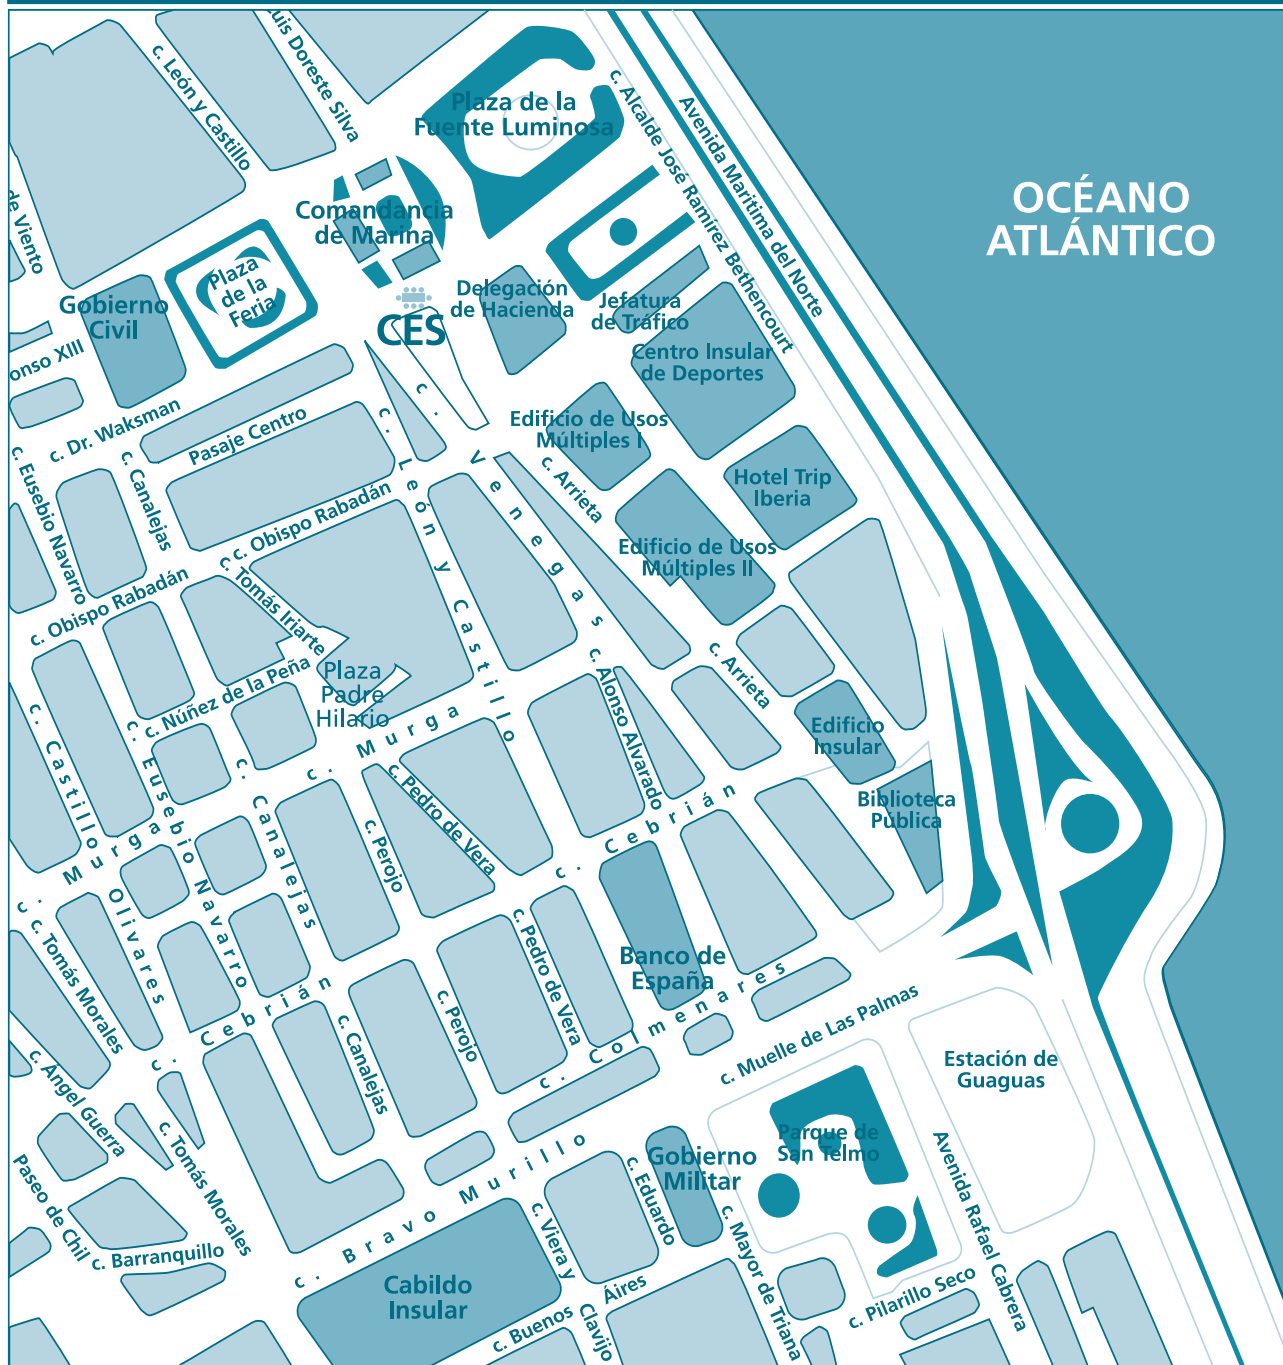 c. León y Castillo
Luis Doreste Silva
Plaza de la
Fuente Luminosa
c. Alcalde José Ramírez Bethencourt
Avenida Marítima del Norte
OCÉANO
ATLÁNTICO
de Viento
Comandancia
de Marina
Plaza
de la
Feria
Gobierno
Civil
CES
Delegación
de Hacienda
Jefatura
de Tráfico
Centro Insular
de Deportes
onso XIII
c. Dr. Waksman
Pasaje Centro
c. Canalejas
c. Eusebio Navarro
c. León y Castillo
c. Venegas
Edificio de Usos
Múltiples I
c. Arrieta
Hotel Trip
Iberia
c. Obispo Rabadán
Edificio de Usos
Múltiples II
c. Obispo Rabadán
c. Tomás Iriarte
c. Núñez de la Peña
Plaza
Padre
Hilario
c. Alonso Alvarado
c. Arrieta
Edificio
Insular
c. Castillo
c. Eusebio Navarro
c. Canalejas
c. Murga
c. Pedro de Vera
c. Perojo
c. Cebrián
Biblioteca
Pública
c. Murga
Olivares
c. Tomás Morales
c. Cebrián
c. Pedro de Vera
Banco de
España
c. Perojo
c. Canalejas
c. Colmenares
c. Muelle de Las Palmas
Estación de
Guaguas
c. Angel Guerra
c. Tomás Morales
Paseo de Chil
c. Barranquillo
c. Bravo Murillo
Gobierno
Militar
Parque de
San Telmo
Avenida Rafael Cabrera
c. Eduardo
c. Viera y Clavijo
c. Mayor de Triana
Cabildo
Insular
c. Buenos Áires
c. Pilarillo Seco